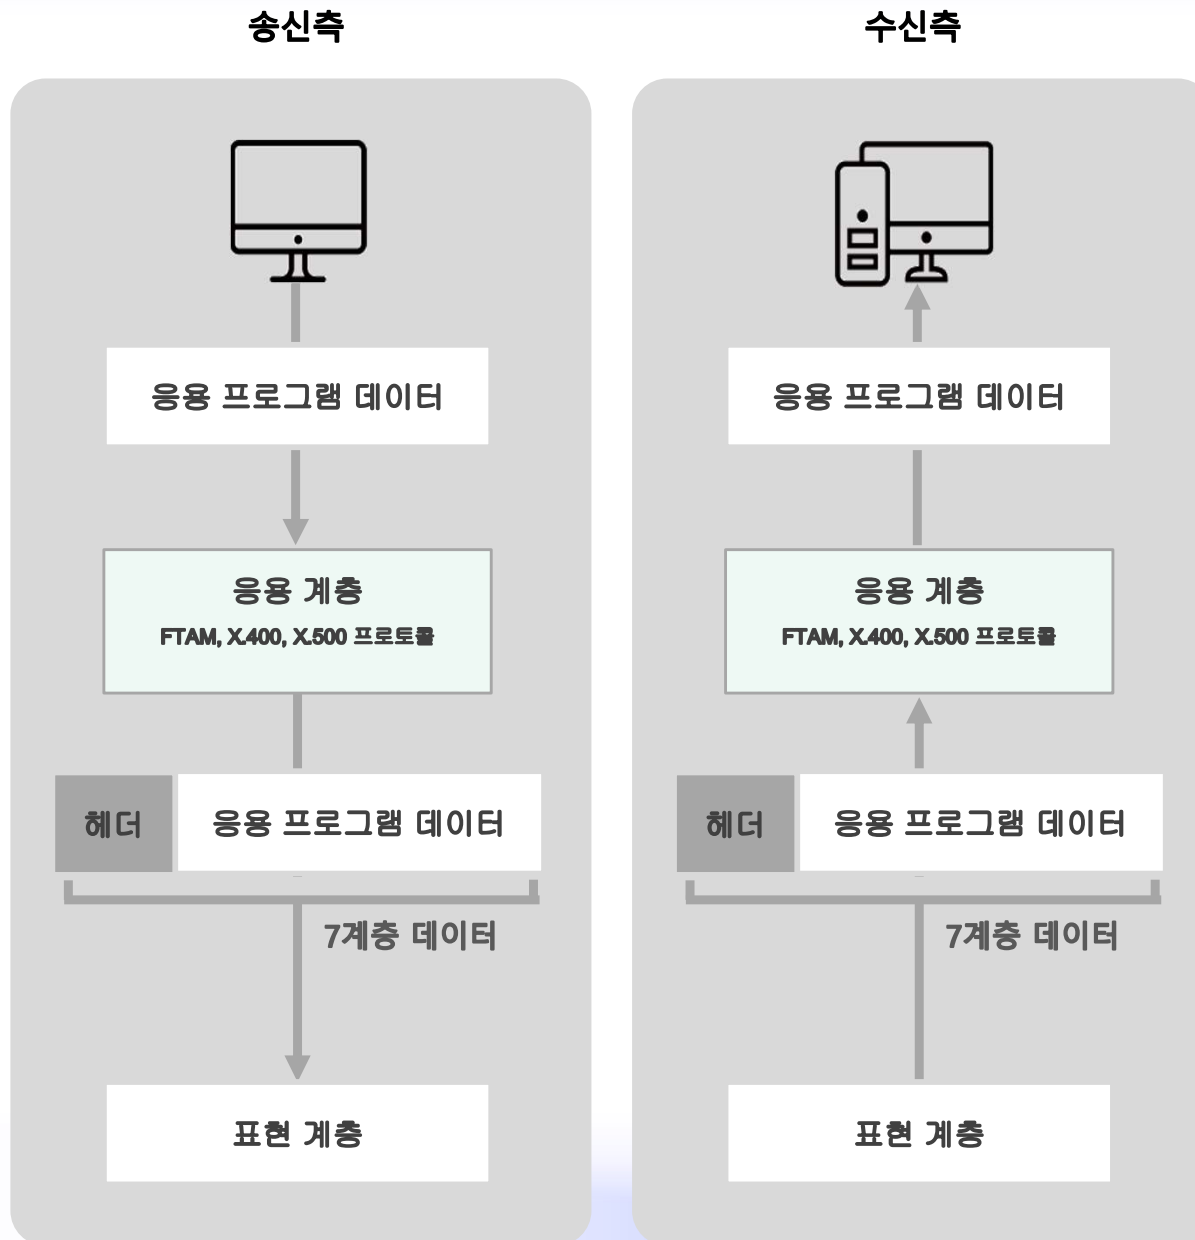 송신측
응용 프로그램 데이터
응용 계층
FTAM, X.400, X.500 프로토콜
헤더
응용 프로그램 데이터
7계층 데이터
표현 계층
수신측
응용 프로그램 데이터
응용 계층
FTAM, X.400, X.500 프로토콜
헤더
응용 프로그램 데이터
7계층 데이터
표현 계층